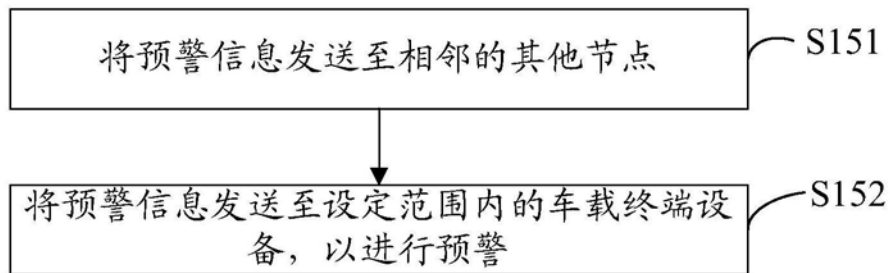 将预警信息发送至相邻的其他节点
S151
将预警信息发送至设定范围内的车载终端设
备，以进行预警
S152